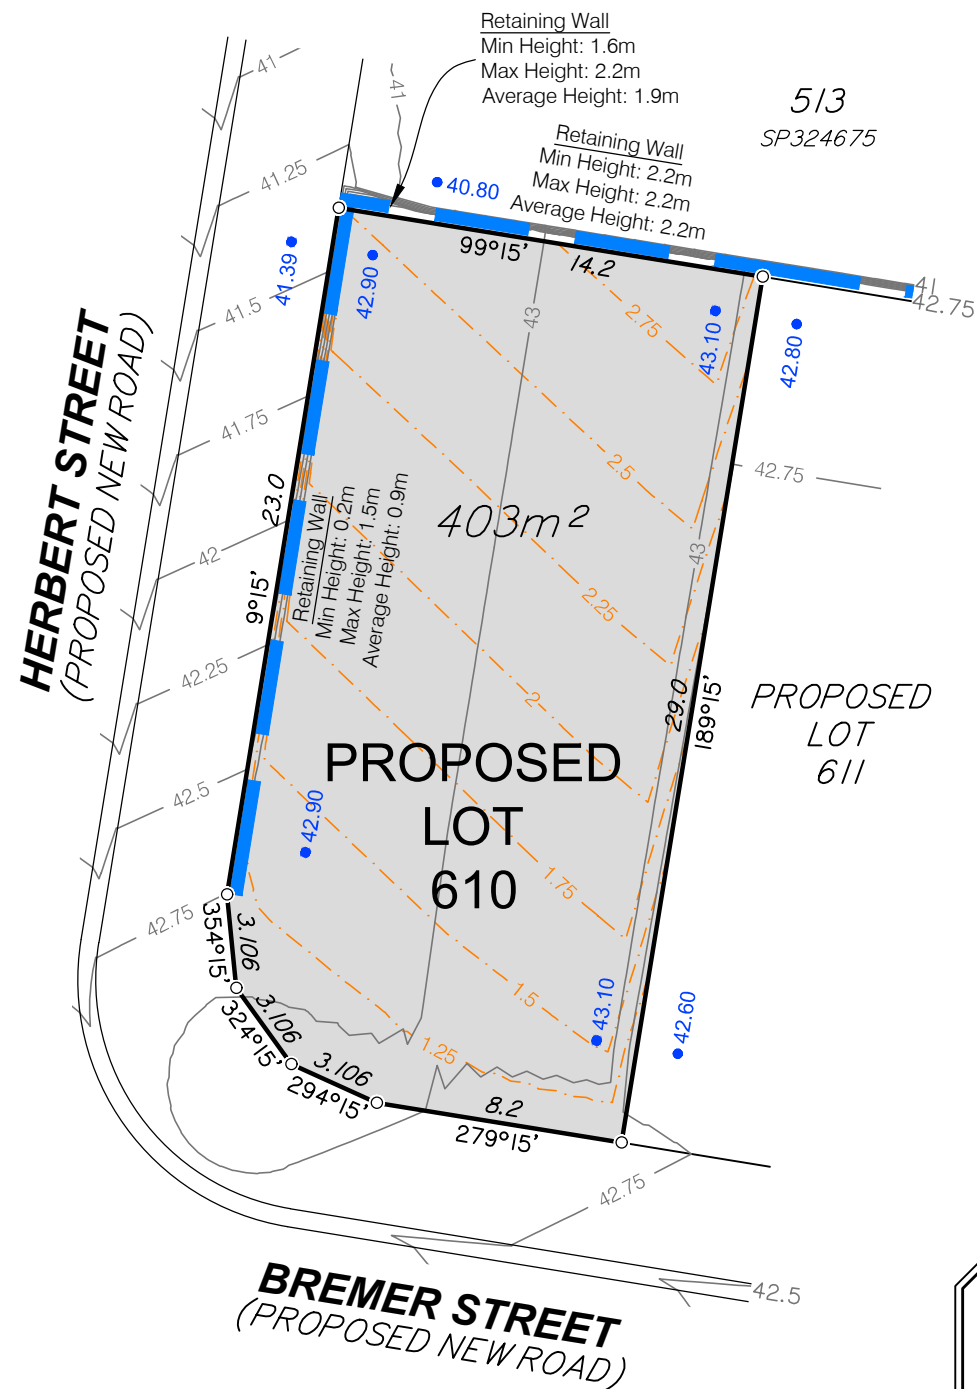 Retaining Wall
Min Height: 1.6m
Max Height: 2.2m
Average Height: 1.9m
513
SP324675
Retaining Wall
Min Height: 2.2m
Max Height: 2.2m
Average Height: 2.2m
41
41
41.25
40.80
99°15'
14.2
41
42.75
41.39
42.90
41.5
43
2.75
43.10
42.80
HERBERT STREET
(PROPOSED NEW ROAD)
41.75
2.5
42.75
23.0
9°15'
Retaining Wall
Min Height: 0.2m
Max Height: 1.5m
Average Height: 0.9m
403m²
42
43
2.25
42.25
2
29.0
189°15'
PROPOSED
LOT
611
PROPOSED
LOT
610
42.5
42.90
1.75
42.75
354°15'
3.106
1.5
324°15'
3.106
1.25
43.10
42.60
294°15'
3.106
8.2
279°15'
42.75
42.5
BREMER STREET
(PROPOSED NEW ROAD)